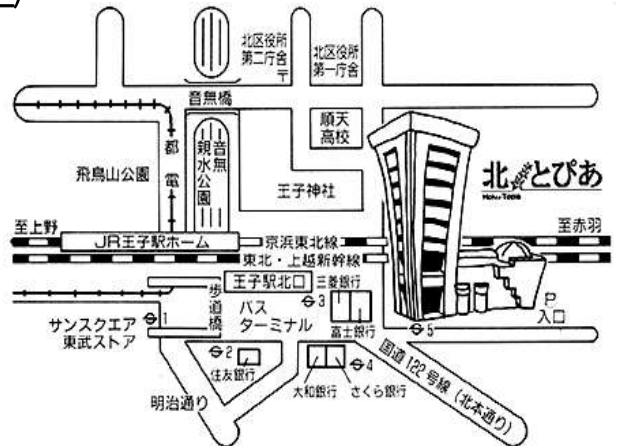 北区役所
第二庁舎
〒
北区役所
第一庁舎
音無橋
順天
高校
都電
音無
親水公園
飛鳥山公園
王子神社
北とぴあ
至上野
JR王子駅ホーム
京浜東北線
至赤羽
東北・上越新幹線
王子駅北口
三菱銀行
歩道橋
バス
ターミナル
3
富士銀行
P
入口
1
サンスクエア
東武ストア
5
2
住友銀行
4
大和銀行
さくら銀行
国道122号線(北本通り)
明治通り